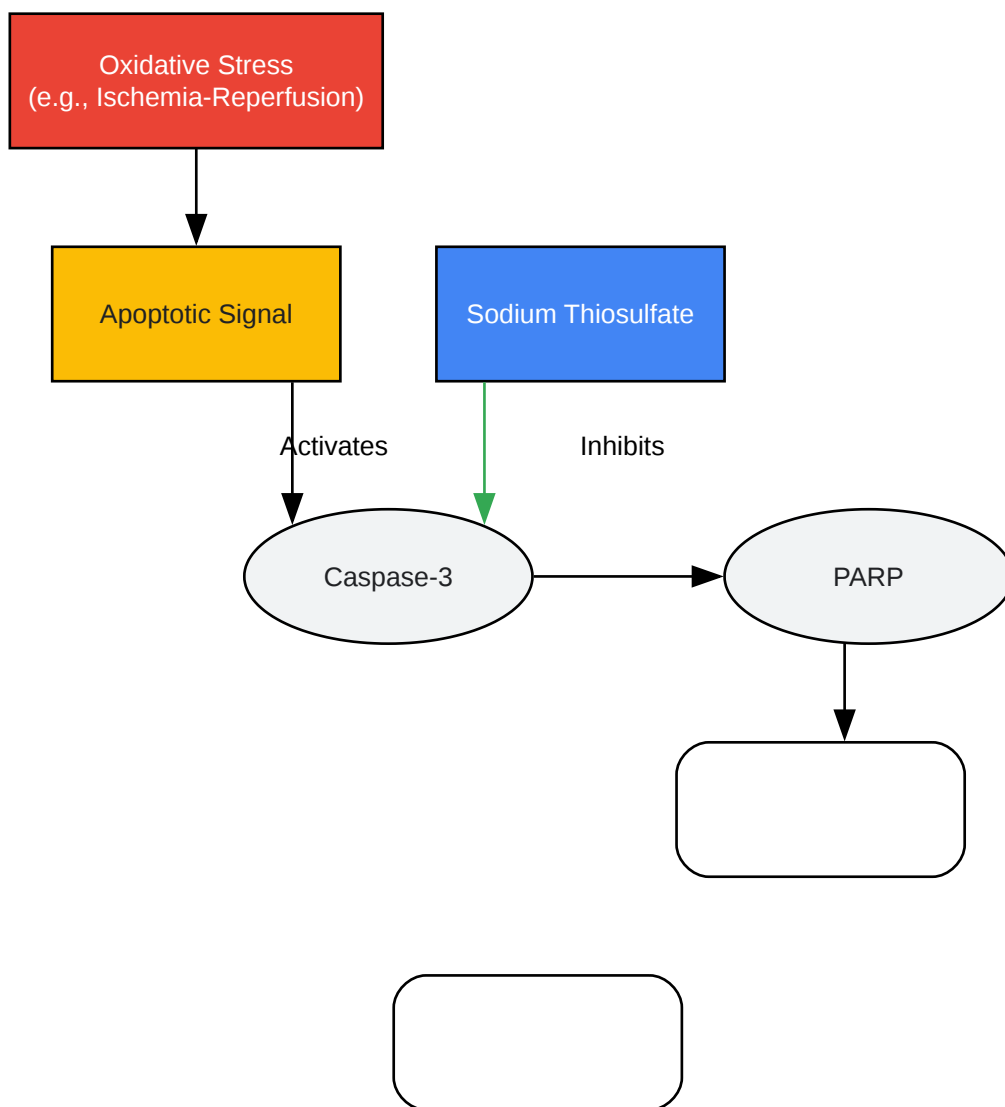 Oxidative Stress
(e.g., Ischemia-Reperfusion)
Apoptotic Signal
Sodium Thiosulfate
Activates
Inhibits
Caspase-3
PARP